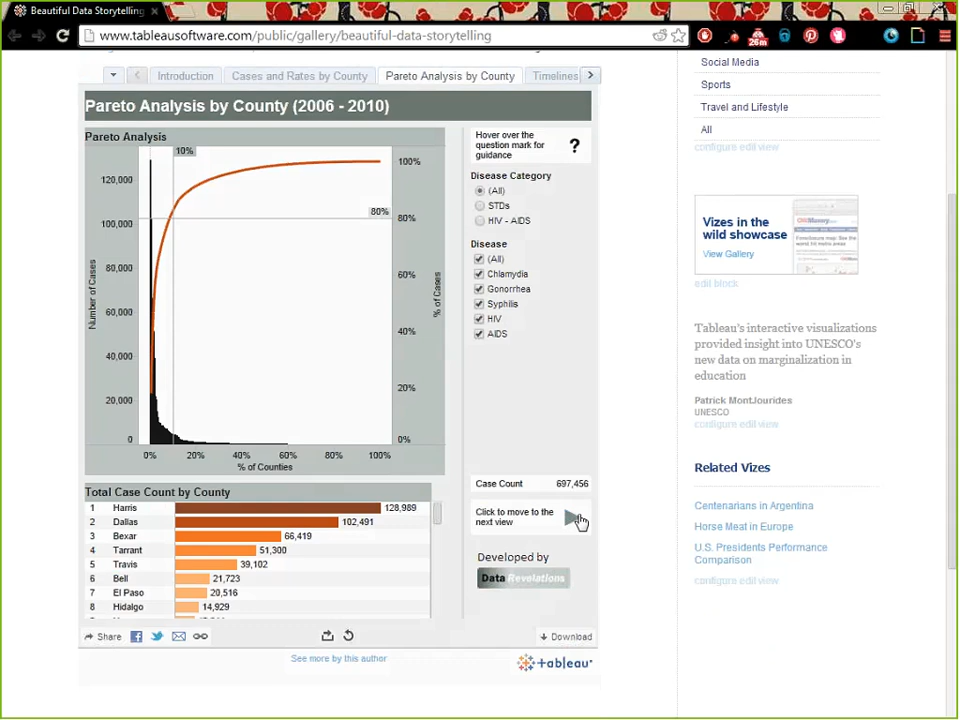 Beautiful Data Storytelling
www.tableausoftware.com/public/gallery/beautiful-data-storytelling
26m
Introduction
Cases and Rates by County
Pareto Analysis by County
Timelines
Pareto Analysis by County (2006 - 2010)
Pareto Analysis
10%
80%
Number of Cases
120,000
100,000
80,000
60,000
40,000
20,000
0
100%
80%
60%
40%
20%
0%
% of Cases
0%
20%
40%
60%
80%
100%
% of Counties
Hover over the
question mark for
guidance
?
Disease Category
(All)
STDs
HIV - AIDS
Disease
(All)
Chlamydia
Gonorrhea
Syphilis
HIV
AIDS
Case Count 697,456
Click to move to the
next view
Developed by
Data Revelations
Total Case Count by County
1 Harris 128,989
2 Dallas 102,491
3 Bexar 66,419
4 Tarrant 51,300
5 Travis 39,102
6 Bell 21,723
7 El Paso 20,516
8 Hidalgo 14,929
Share
Download
See more by this author
+ableau
Social Media
Sports
Travel and Lifestyle
All
configure edit view
Vizes in the
wild showcase
View Gallery
edit block
Tableau's interactive visualizations
provided insight into UNESCO's
new data on marginalization in
education
Patrick MontJourides
UNESCO
configure edit view
Related Vizes
Centenarians in Argentina
Horse Meat in Europe
U.S. Presidents Performance
Comparison
configure edit view